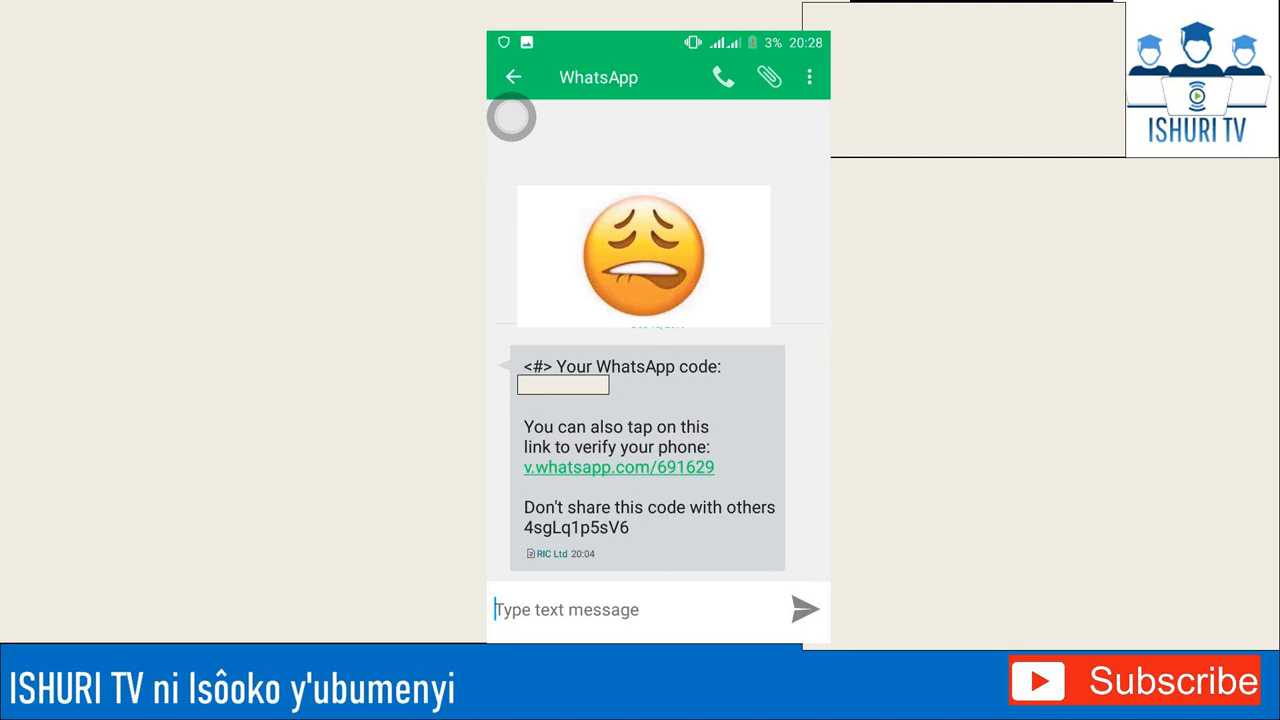 3% 20:28
WhatsApp
ISHURI TV
<#> Your WhatsApp code:
You can also tap on this
link to verify your phone:
v.whatsapp.com/691629
Don't share this code with others
4sgLq1p5sV6
RIC Ltd 20:04
Type text message
ISHURI TV ni Isôoko y'ubumenyi
Subscribe